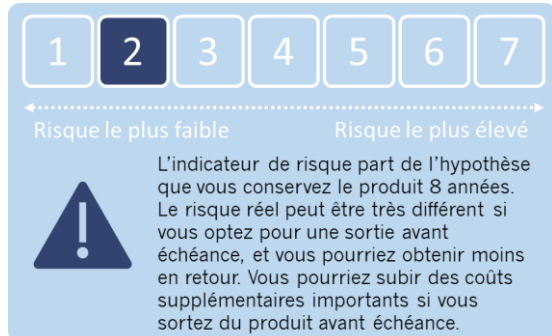 1 2 3 4 5 6 7
Risque le plus faible Risque le plus élevé
L'indicateur de risque part de l'hypothèse
que vous conservez le produit 8 années.
Le risque réel peut être très différent si
vous optez pour une sortie avant
échéance, et vous pourriez obtenir moins
en retour. Vous pourriez subir des coûts
supplémentaires importants si vous
sortez du produit avant échéance.